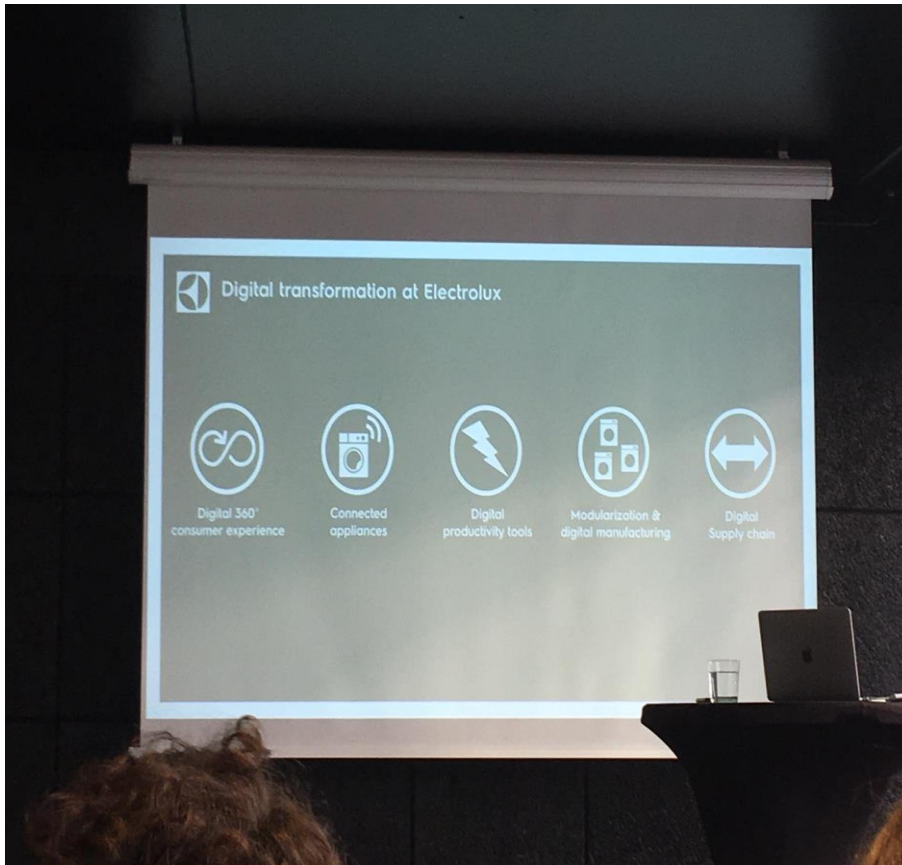 Digital transformation at Electrolux
Digital 360°
consumer experience
Connected
appliances
Digital
productivity tools
Modularization &
digital manufacturing
Digital
Supply chain